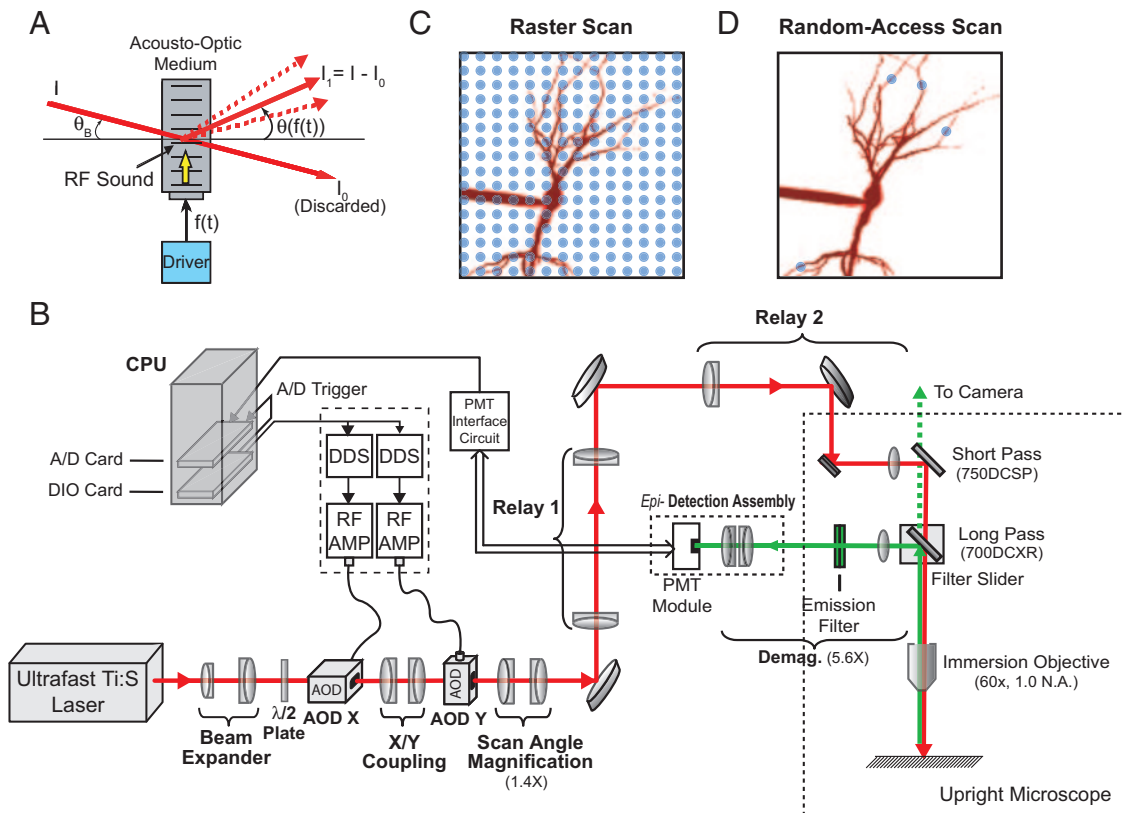 A
Acousto-Optic
Medium
I
I₁ = I - I₀
θB
θ(f(t))
RF Sound
I₀
(Discarded)
f(t)
Driver
C
Raster Scan
D
Random-Access Scan
B
CPU
A/D Trigger
A/D Card
DIO Card
DDS
DDS
RF
AMP
RF
AMP
PMT
Interface
Circuit
Relay 1
Relay 2
To Camera
Short Pass
(750DCSP)
Epi- Detection Assembly
Long Pass
(700DCXR)
Filter Slider
PMT
Module
Emission
Filter
Demag. (5.6X)
Immersion Objective
(60x, 1.0 N.A.)
Ultrafast Ti:S
Laser
Beam
Expander
λ/2
Plate
AOD
AOD X
X/Y
Coupling
AOD
AOD Y
Scan Angle
Magnification
(1.4X)
Upright Microscope